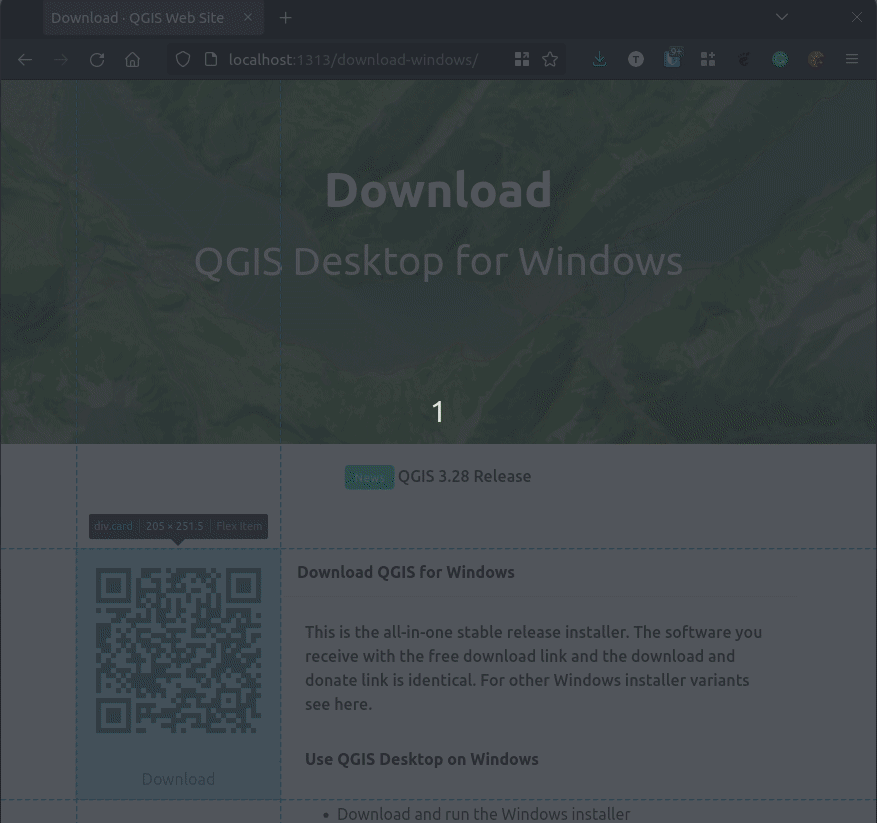 Download · QGIS Web Site
localhost:1313/download-windows/
T
9+
Download
QGIS Desktop for Windows
1
News QGIS 3.28 Release
div.card | 205 × 251.5 | Flex Item
Download QGIS for Windows
This is the all-in-one stable release installer. The software you
receive with the free download link and the download and
donate link is identical. For other Windows installer variants
see here.
Download
Use QGIS Desktop on Windows
• Download and run the Windows installer